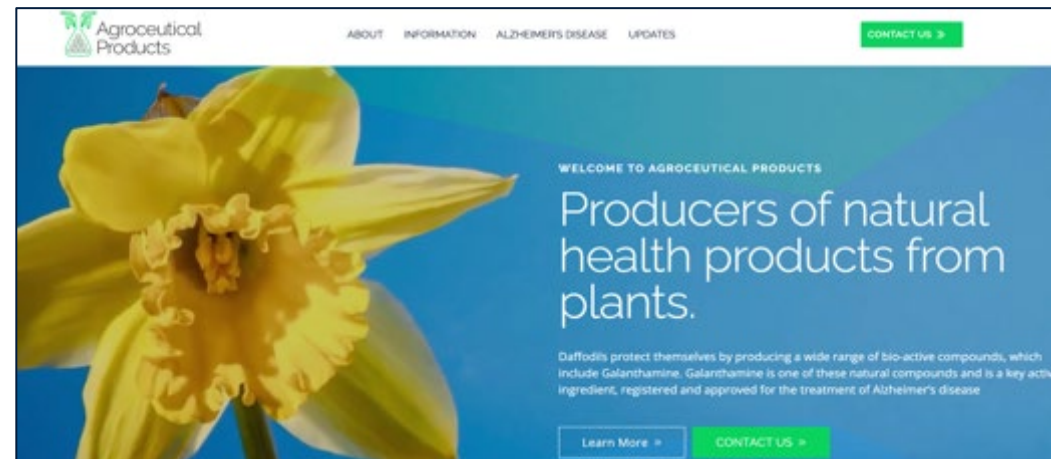 Agroceutical
Products
ABOUT INFORMATION ALZHEIMER'S DISEASE UPDATES
CONTACT US »
WELCOME TO AGROCEUTICAL PRODUCTS
Producers of natural
health products from
plants.
Daffodils protect themselves by producing a wide range of bio-active compounds, which
include Galanthamine. Galanthamine is one of these natural compounds and is a key activ
ingredient, registered and approved for the treatment of Alzheimer's disease
Learn More »
CONTACT US »